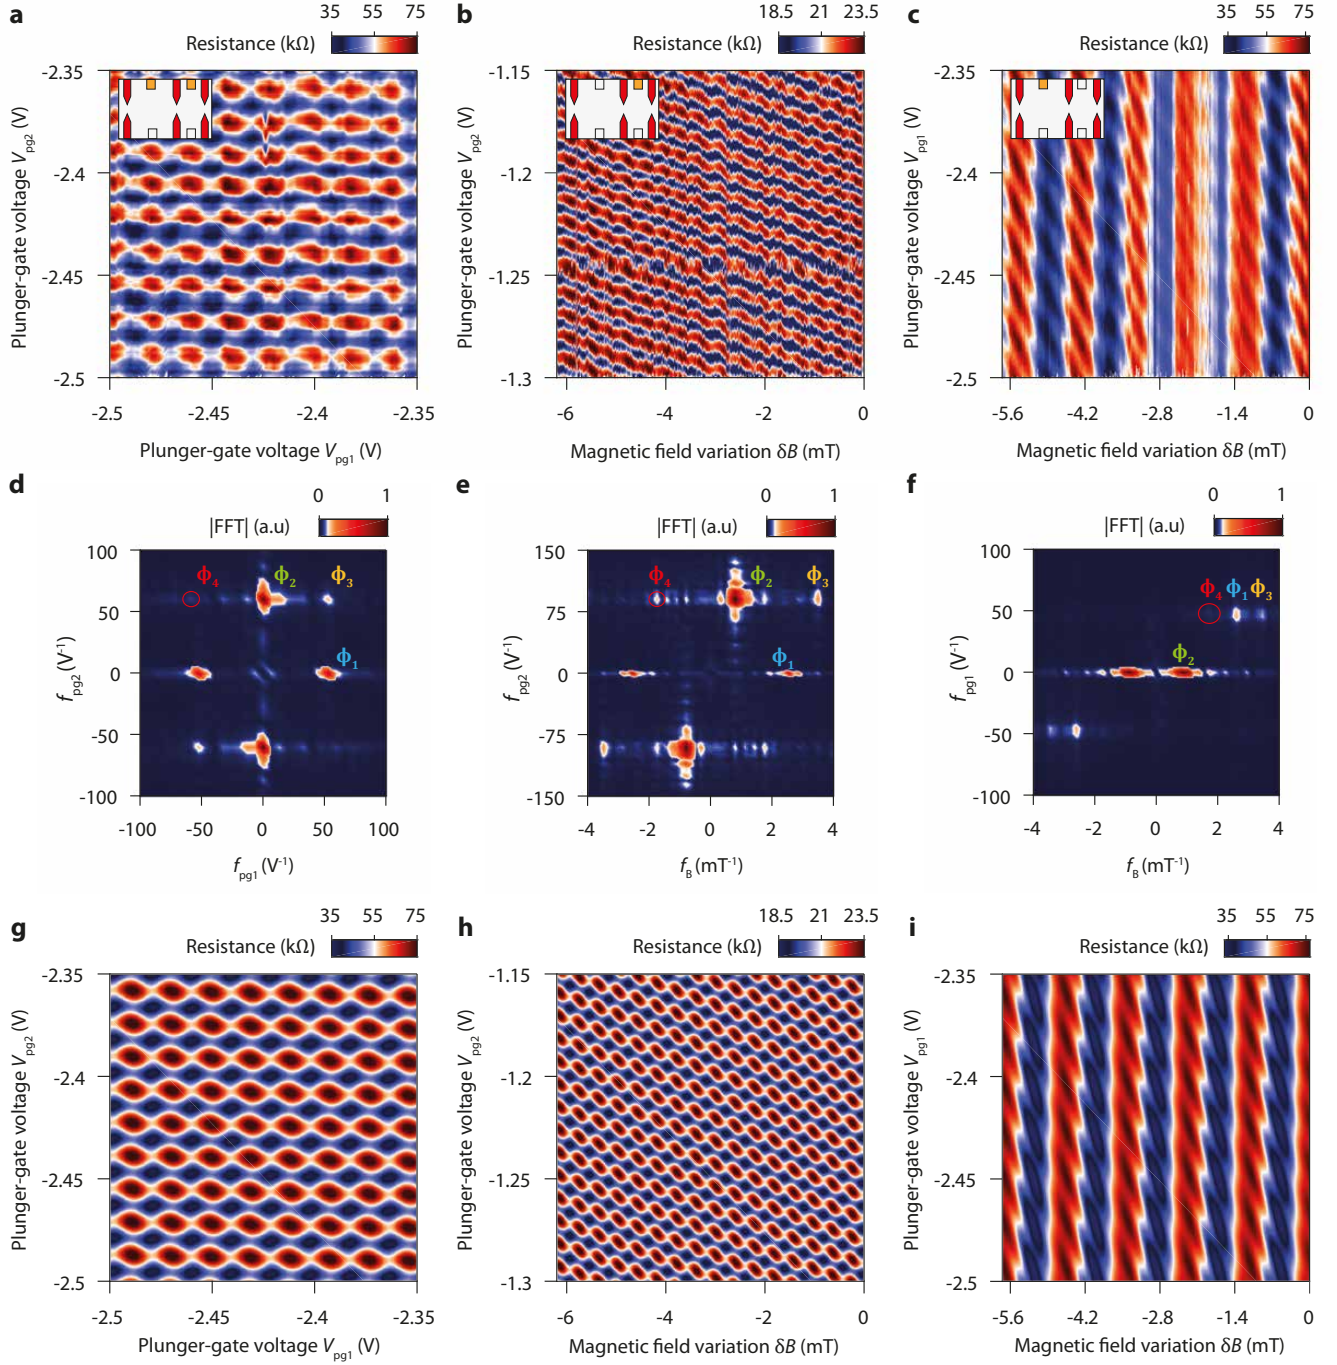 a
35 55 75
Resistance (kΩ)
-2.35
-2.4
-2.45
-2.5
Plunger-gate voltage Vpg2 (V)
-2.5 -2.45 -2.4 -2.35
Plunger-gate voltage Vpg1 (V)
b
18.5 21 23.5
Resistance (kΩ)
-1.15
-1.2
-1.25
-1.3
Plunger-gate voltage Vpg2 (V)
-6 -4 -2 0
Magnetic field variation δB (mT)
c
35 55 75
Resistance (kΩ)
-2.35
-2.4
-2.45
-2.5
Plunger-gate voltage Vpg1 (V)
-5.6 -4.2 -2.8 -1.4 0
Magnetic field variation δB (mT)
d
0 1
|FFT| (a.u)
100
50
0
-50
-100
fpg2 (V-1)
ϕ4 ϕ2 ϕ3
ϕ1
-100 -50 0 50 100
fpg1 (V-1)
e
0 1
|FFT| (a.u)
150
75
0
-75
-150
fpg2 (V-1)
ϕ4 ϕ2 ϕ3
ϕ1
-4 -2 0 2 4
fB (mT-1)
f
0 1
|FFT| (a.u)
100
50
0
-50
-100
fpg1 (V-1)
ϕ4 ϕ1 ϕ3
ϕ2
-4 -2 0 2 4
fB (mT-1)
g
35 55 75
Resistance (kΩ)
-2.35
-2.4
-2.45
-2.5
Plunger-gate voltage Vpg2 (V)
-2.5 -2.45 -2.4 -2.35
Plunger-gate voltage Vpg1 (V)
h
18.5 21 23.5
Resistance (kΩ)
-1.15
-1.2
-1.25
-1.3
Plunger-gate voltage Vpg2 (V)
-6 -4 -2 0
Magnetic field variation δB (mT)
i
35 55 75
Resistance (kΩ)
-2.35
-2.4
-2.45
-2.5
Plunger-gate voltage Vpg1 (V)
-5.6 -4.2 -2.8 -1.4 0
Magnetic field variation δB (mT)